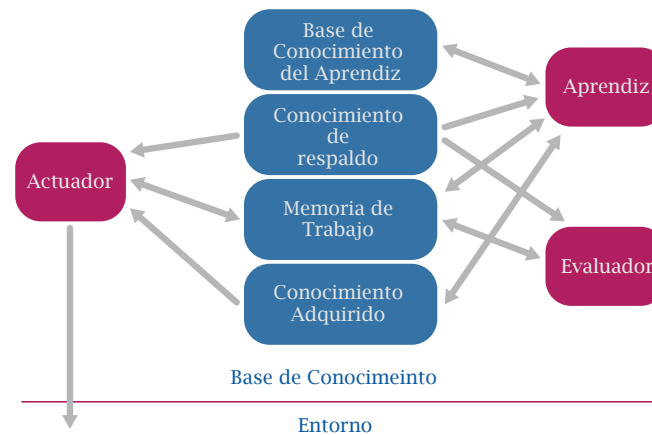 Base de
Conocimiento
del Aprendiz
Aprendiz
Conocimiento
de
respaldo
Actuador
Memoria de
Trabajo
Evaluador
Conocimiento
Adquirido
Base de Conocimeinto
Entorno